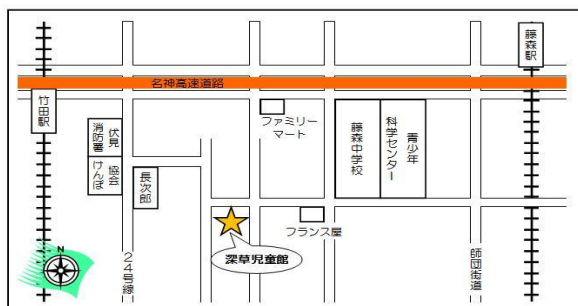 藤森駅
名神高速道路
竹田駅
ファミリー
マート
伏見
消防署
協会
けんぽ
長次郎
藤森中学校
青少年
科学センター
フランス屋
深草児童館
24号線
師団街道
N